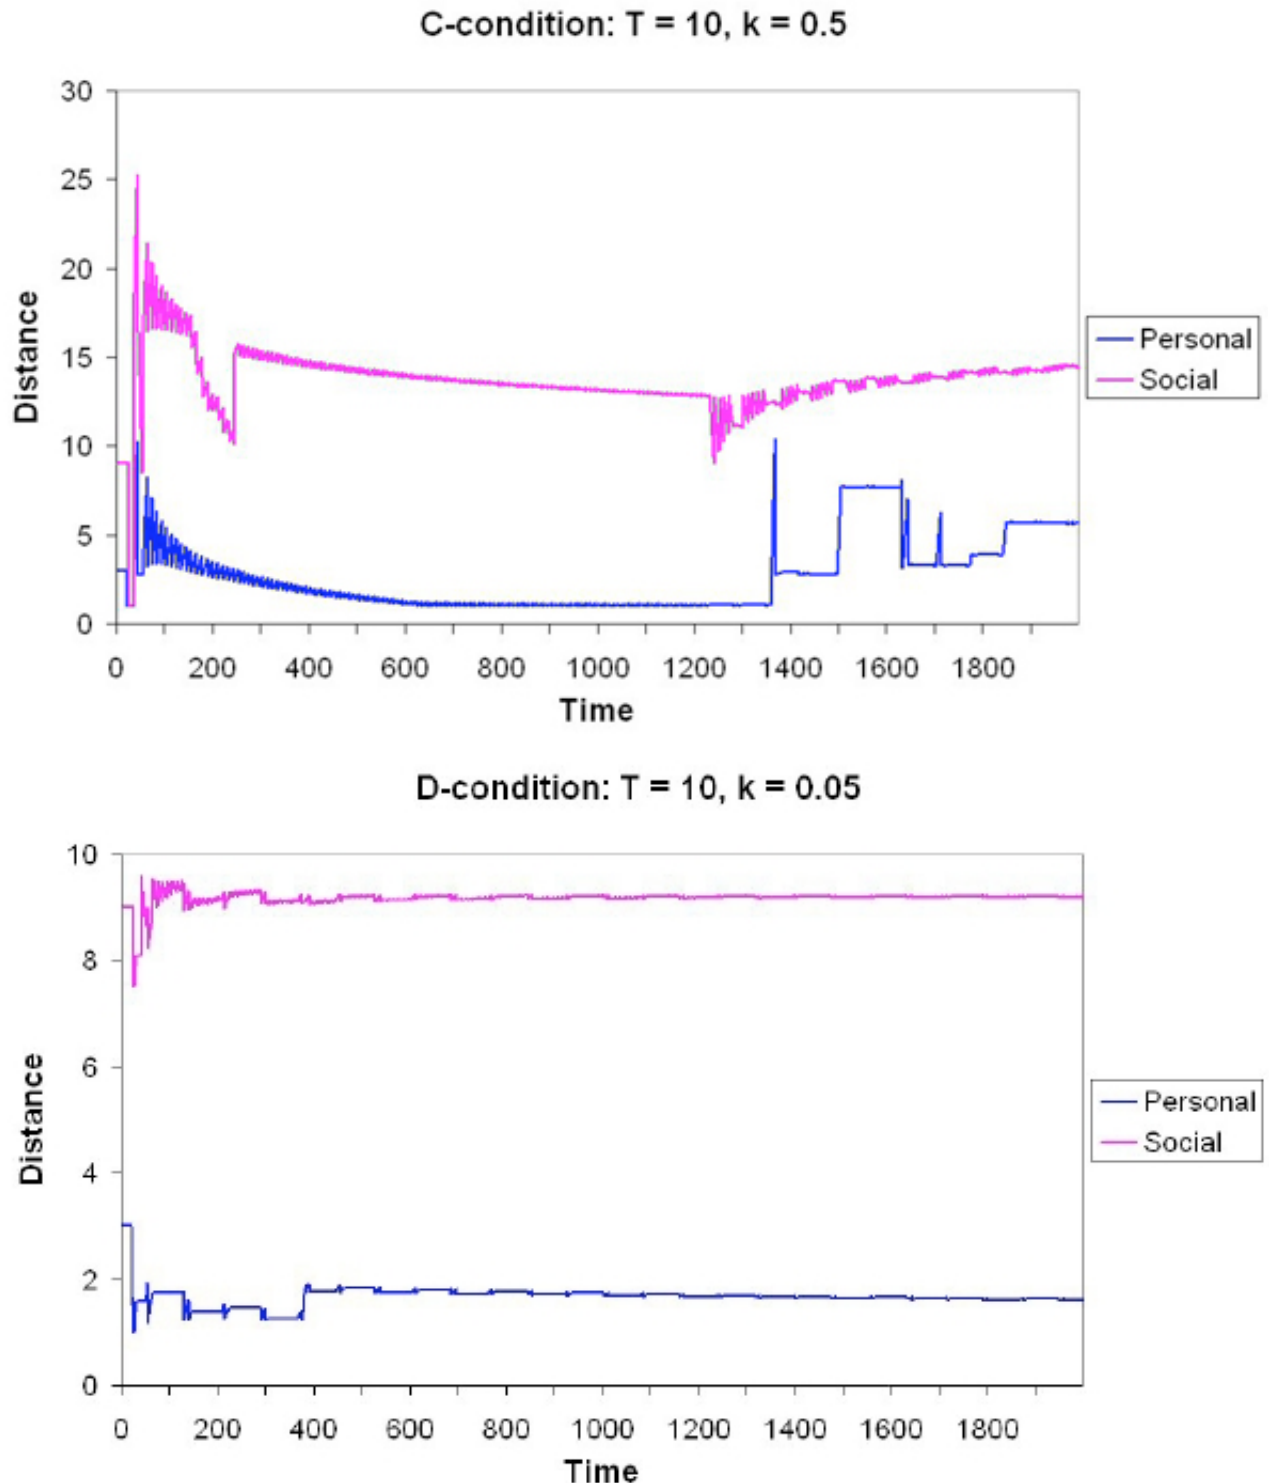 C-condition: T = 10, k = 0.5
30
25
20
15
10
5
0
Distance
0 200 400 600 800 1000 1200 1400 1600 1800
Time
Personal
Social
D-condition: T = 10, k = 0.05
10
8
6
4
2
0
Distance
0 200 400 600 800 1000 1200 1400 1600 1800
Time
Personal
Social